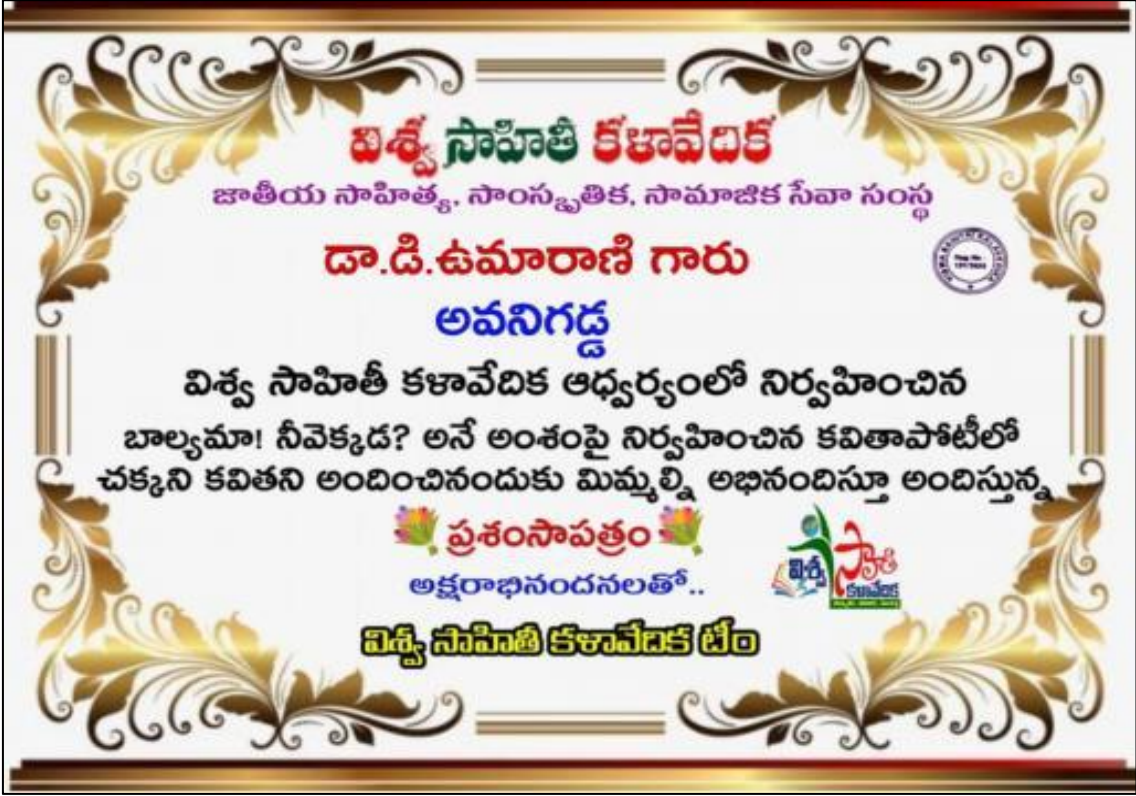 విశ్వ సాహితీ కళావేదిక
జాతీయ సాహిత్య, సాంస్కృతిక, సామాజిక సేవా సంస్థ
డా.డి.ఉమారాణి గారు
అవనిగడ్డ
విశ్వ సాహితీ కళావేదిక ఆధ్వర్యంలో నిర్వహించిన
బాల్యమా! నీవెక్కడ? అనే అంశంపై నిర్వహించిన కవితాపోటీలో
చక్కని కవితని అందించినందుకు మిమ్మల్ని అభినందిస్తూ అందిస్తున్న
ప్రశంసాపత్రం
విశ్వ
కళావేదిక
అక్షరాభినందనలతో..
విశ్వ సాహితీ కళావేదిక టీం